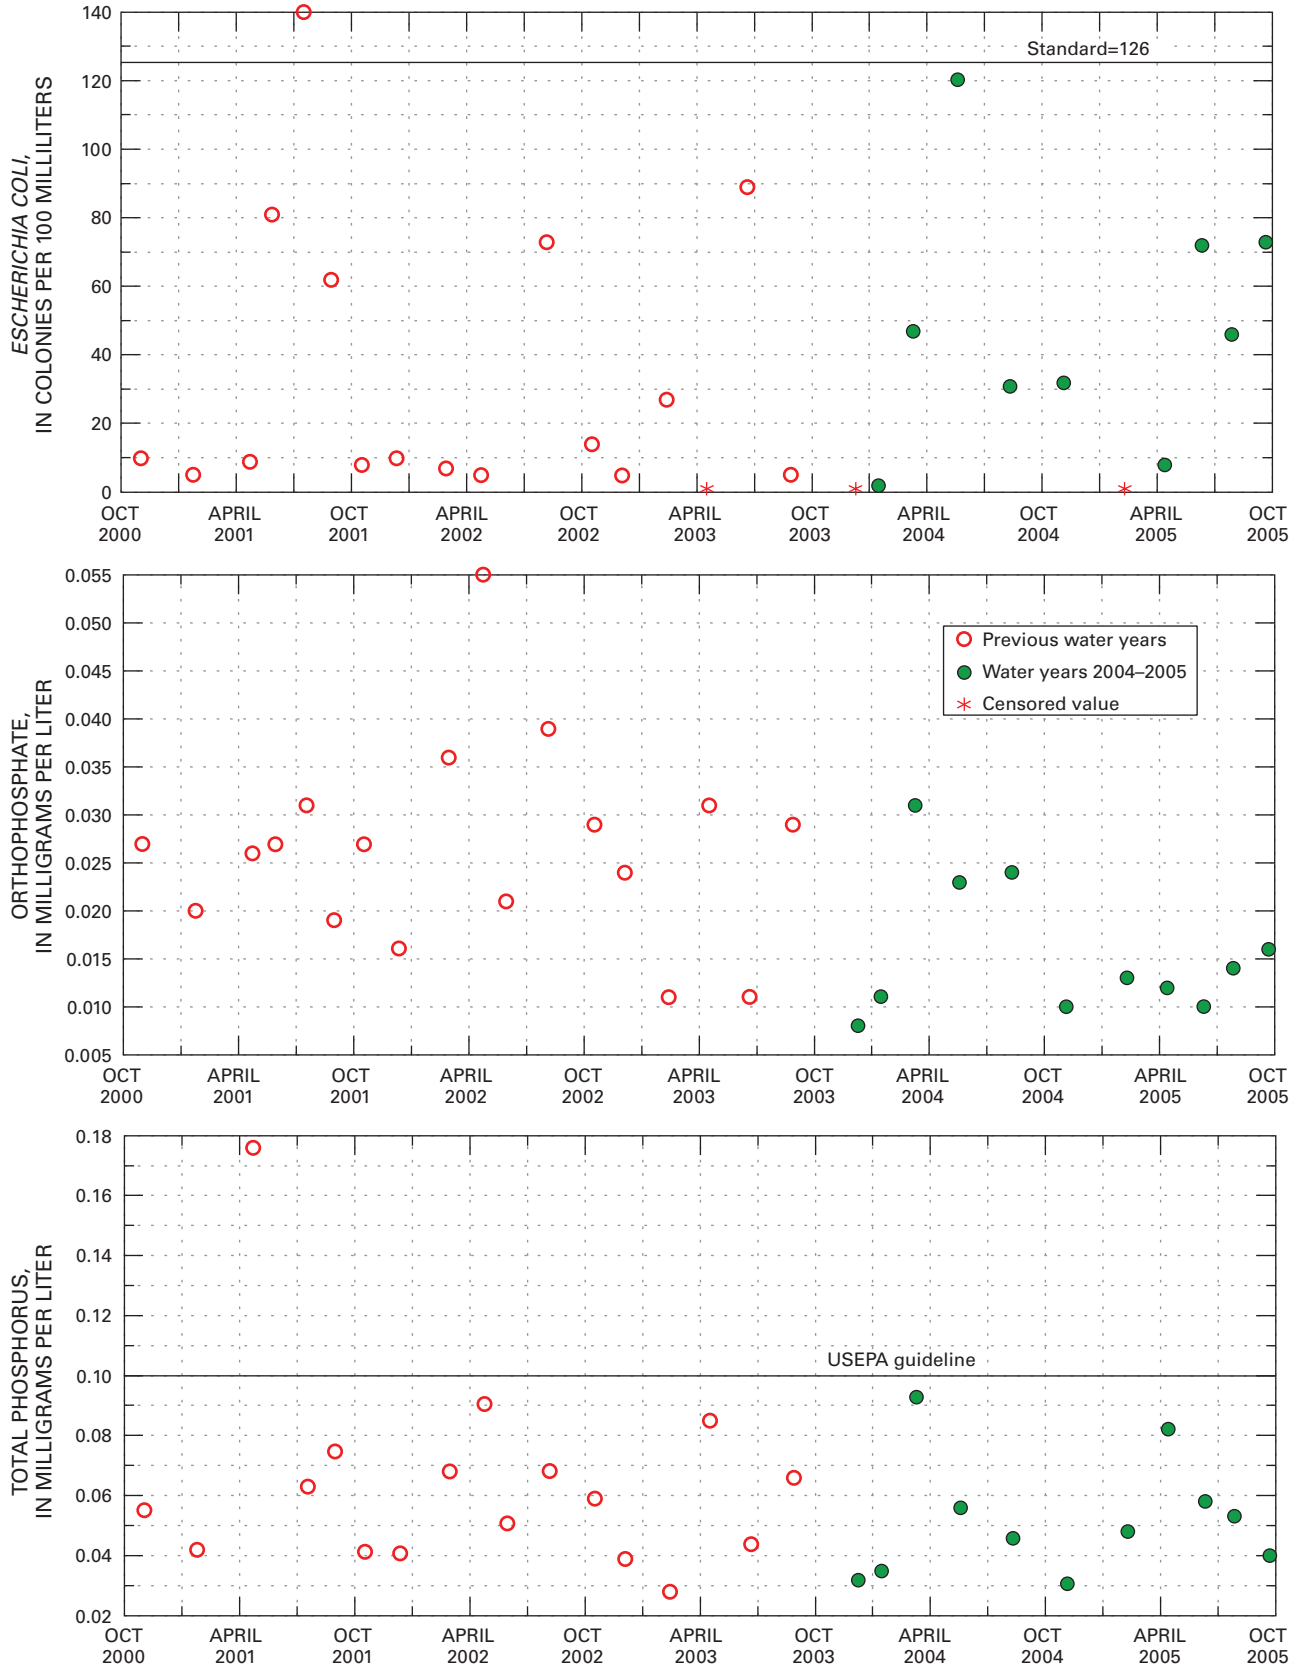 ESCHERICHIA COLI,
IN COLONIES PER 100 MILLILITERS
140
120
100
80
60
40
20
0
Standard=126
OCT APRIL OCT APRIL OCT APRIL OCT APRIL OCT APRIL OCT
2000 2001 2001 2002 2002 2003 2003 2004 2004 2005 2005
ORTHOPHOSPHATE,
IN MILLIGRAMS PER LITER
0.055
0.050
0.045
0.040
0.035
0.030
0.025
0.020
0.015
0.010
0.005
Previous water years
Water years 2004–2005
Censored value
OCT APRIL OCT APRIL OCT APRIL OCT APRIL OCT APRIL OCT
2000 2001 2001 2002 2002 2003 2003 2004 2004 2005 2005
TOTAL PHOSPHORUS,
IN MILLIGRAMS PER LITER
0.18
0.16
0.14
0.12
0.10
0.08
0.06
0.04
0.02
USEPA guideline
OCT APRIL OCT APRIL OCT APRIL OCT APRIL OCT APRIL OCT
2000 2001 2001 2002 2002 2003 2003 2004 2004 2005 2005